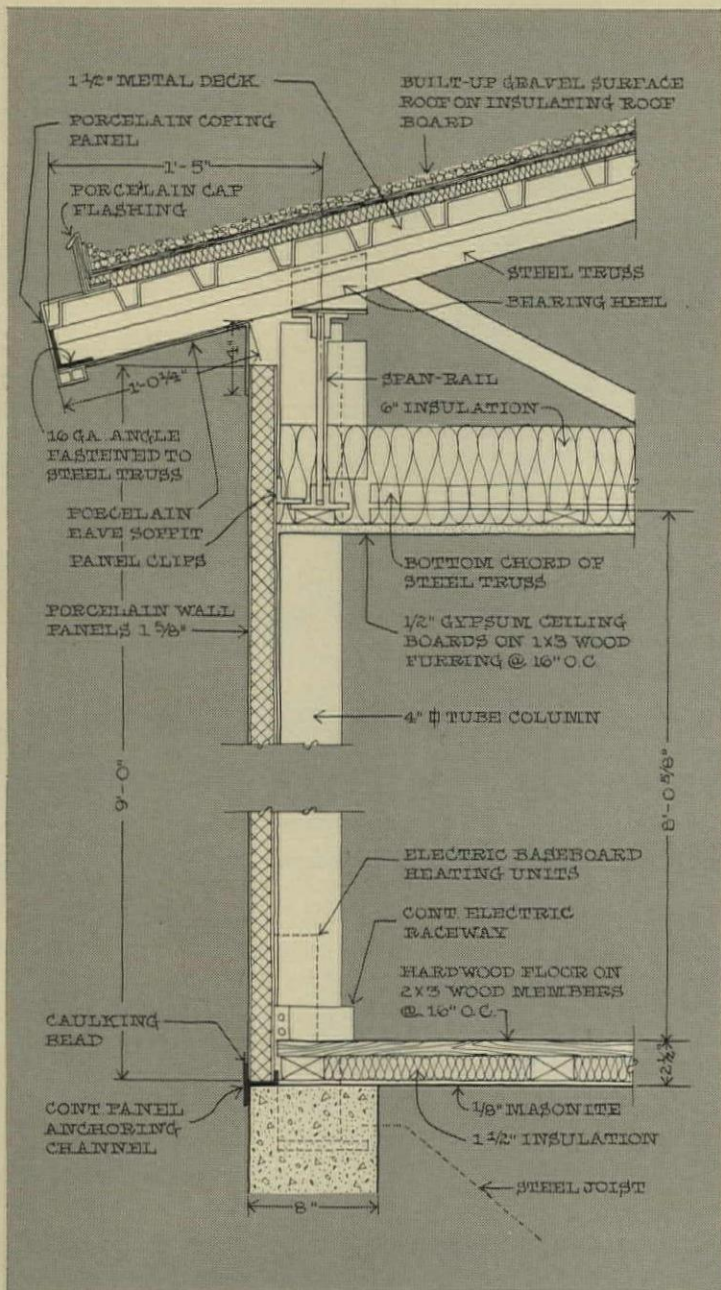 1 1/2" METAL DECK
BUILT-UP GRAVEL SURFACE
ROOF ON INSULATING ROOF
BOARD
PORCELAIN COPING
PANEL
1'-5"
PORCELAIN CAP
FLASHING
STEEL TRUSS
BEARING HEEL
4"
1'-0 1/4"
SPAN-RAIL
6" INSULATION
16 GA. ANGLE
FASTENED TO
STEEL TRUSS
PORCELAIN
EAVE SOFFIT
PANEL CLIPS
BOTTOM CHORD OF
STEEL TRUSS
PORCELAIN WALL
PANELS 1 5/8"
1/2" GYPSUM CEILING
BOARDS ON 1X3 WOOD
FURRING @ 16" O.C.
4" TUBE COLUMN
9'-0"
8'-0 5/8"
ELECTRIC BASEBOARD
HEATING UNITS
CONT. ELECTRIC
RACEWAY
HARDWOOD FLOOR ON
2X3 WOOD MEMBERS
@ 16" O.C.
CAULKING
BEAD
2 1/2"
CONT PANEL
ANCHORING
CHANNEL
1/8" MASONITE
1 1/2" INSULATION
STEEL JOIST
8"